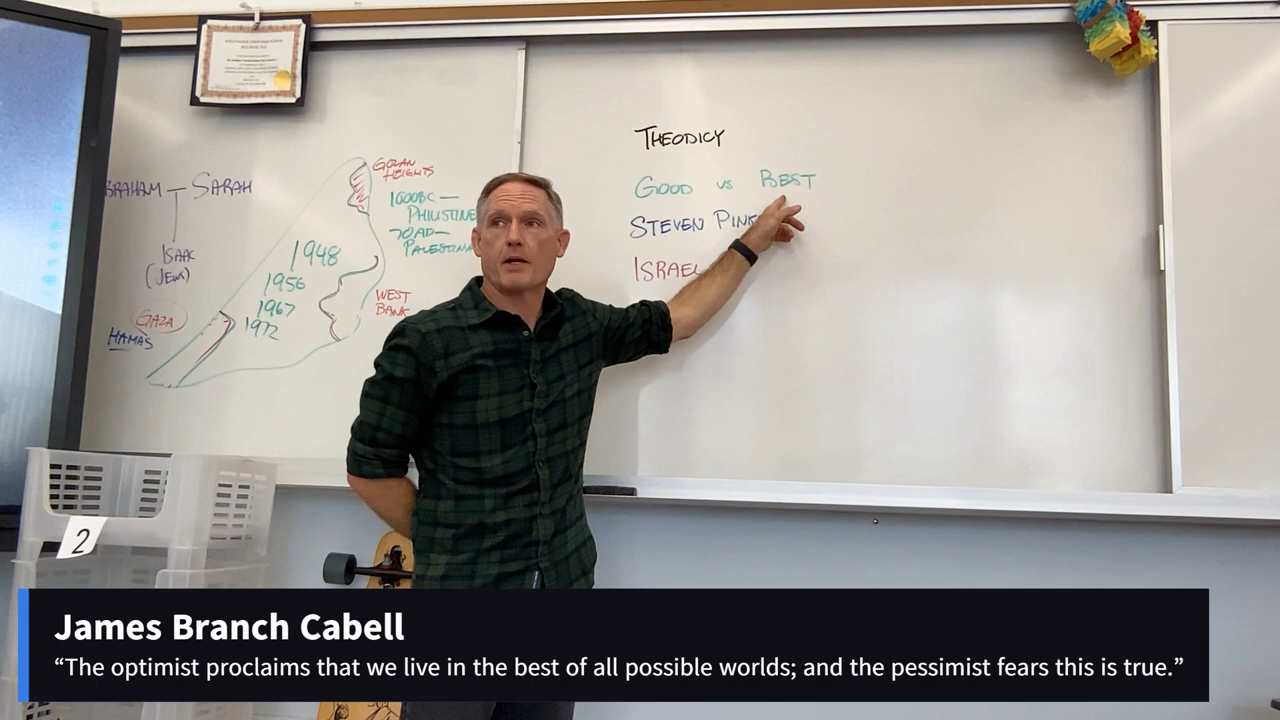 BRAHAM — SARAH
ISAAC
(JEWS)
GAZA
HAMAS
1948
1956
1967
1972
GOLAN
HEIGHTS
1000BC—
PHILISTINE
70AD—
PALESTINA
WEST
BANK
THEODICY
GOOD VS BEST
STEVEN PINK
ISRAEL
2
James Branch Cabell
“The optimist proclaims that we live in the best of all possible worlds; and the pessimist fears this is true.”